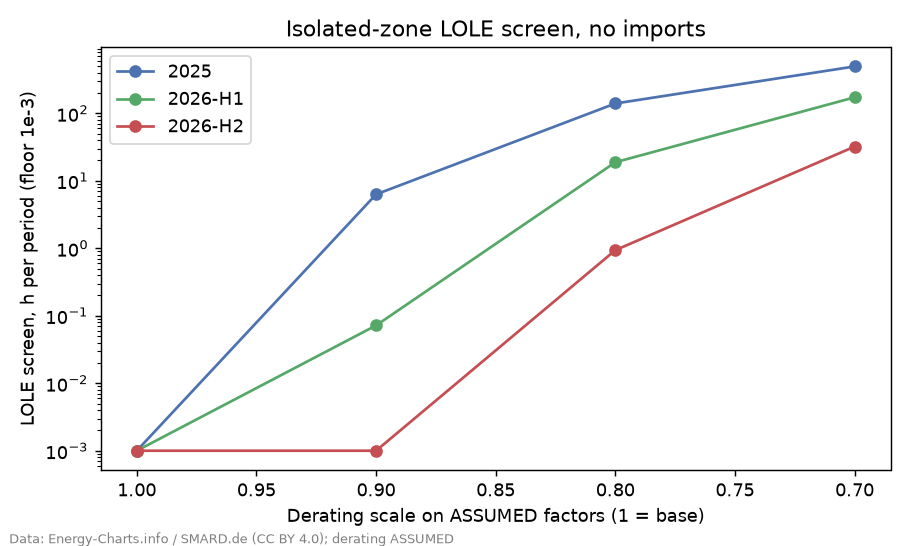 Isolated-zone LOLE screen, no imports
2025
2026-H1
2026-H2
LOLE screen, h per period (floor 1e-3)
10²
10¹
10⁰
10⁻¹
10⁻²
10⁻³
1.00 0.95 0.90 0.85 0.80 0.75 0.70
Derating scale on ASSUMED factors (1 = base)
Data: Energy-Charts.info / SMARD.de (CC BY 4.0); derating ASSUMED